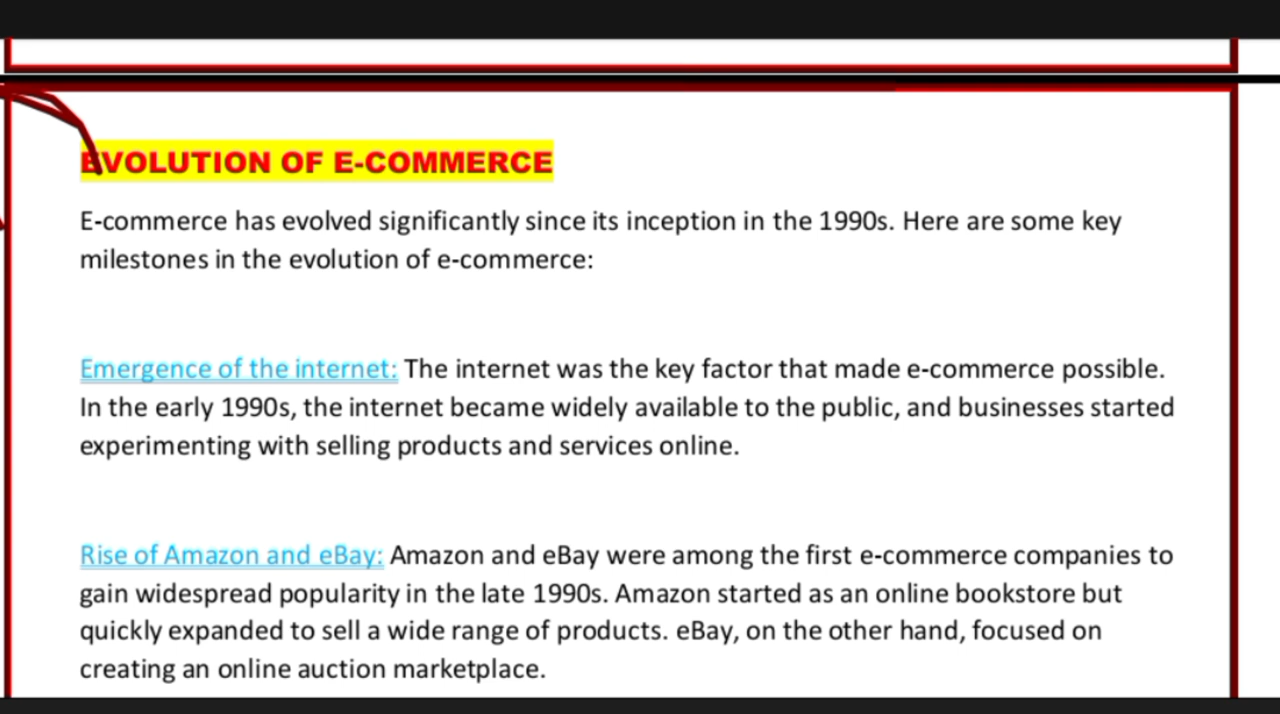 EVOLUTION OF E-COMMERCE
E-commerce has evolved significantly since its inception in the 1990s. Here are some key
milestones in the evolution of e-commerce:
Emergence of the internet: The internet was the key factor that made e-commerce possible.
In the early 1990s, the internet became widely available to the public, and businesses started
experimenting with selling products and services online.
Rise of Amazon and eBay: Amazon and eBay were among the first e-commerce companies to
gain widespread popularity in the late 1990s. Amazon started as an online bookstore but
quickly expanded to sell a wide range of products. eBay, on the other hand, focused on
creating an online auction marketplace.